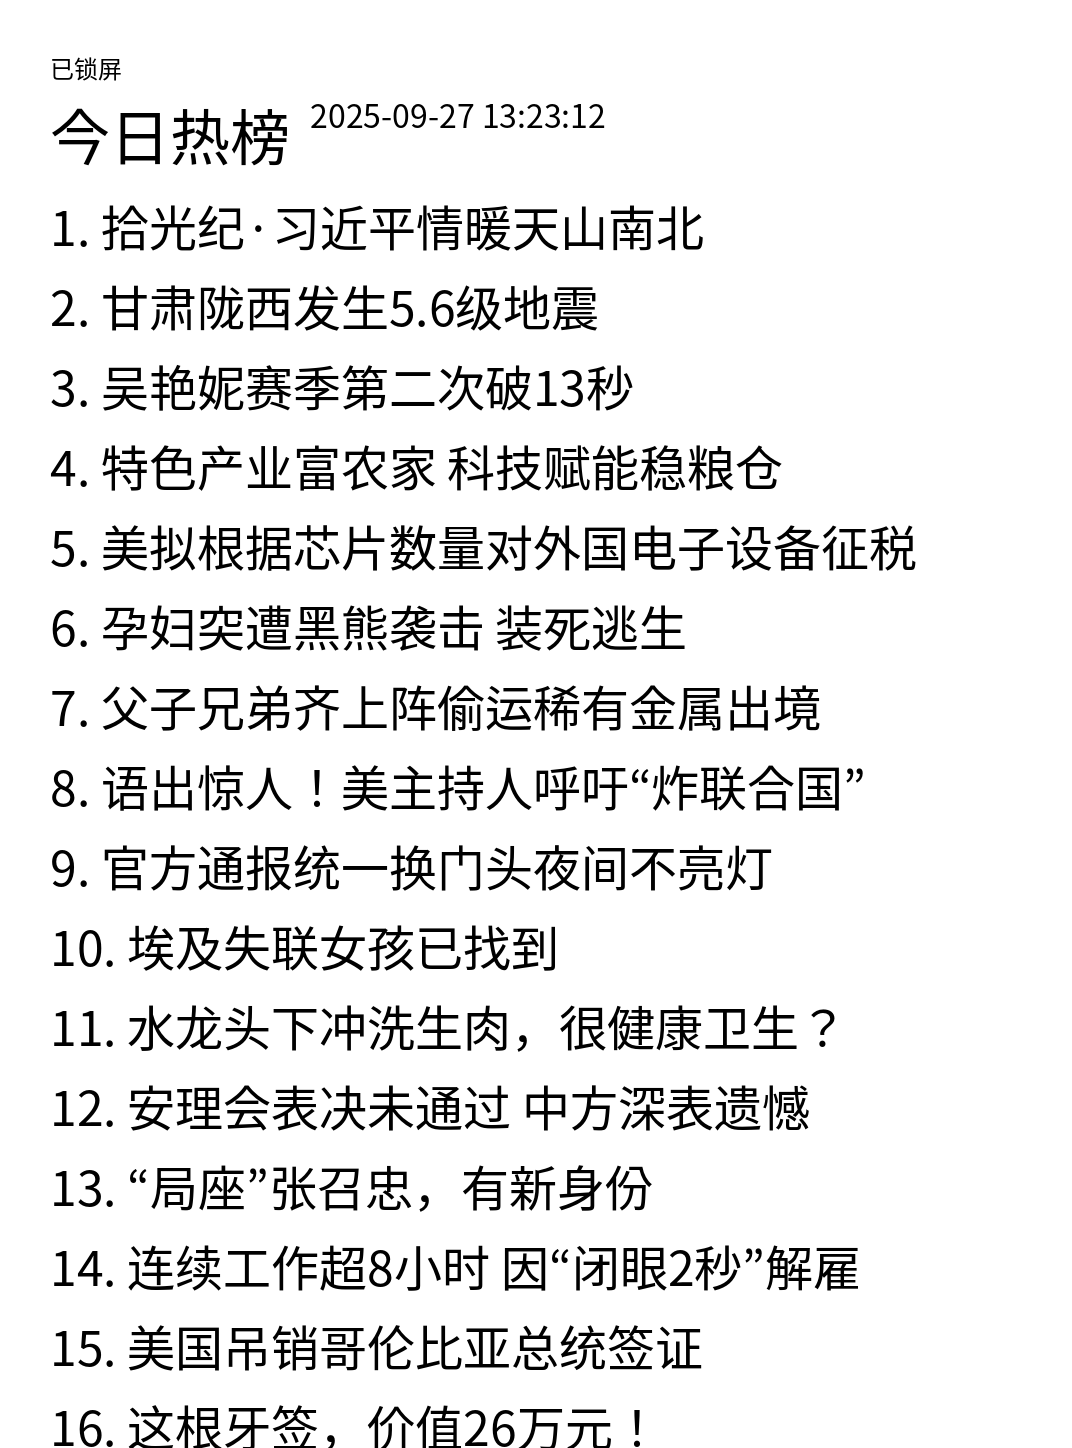 已锁屏
今日热榜 2025-09-27 13:23:12
1. 拾光纪·习近平情暖天山南北
2. 甘肃陇西发生5.6级地震
3. 吴艳妮赛季第二次破13秒
4. 特色产业富农家 科技赋能稳粮仓
5. 美拟根据芯片数量对外国电子设备征税
6. 孕妇突遭黑熊袭击 装死逃生
7. 父子兄弟齐上阵偷运稀有金属出境
8. 语出惊人！美主持人呼吁“炸联合国”
9. 官方通报统一换门头夜间不亮灯
10. 埃及失联女孩已找到
11. 水龙头下冲洗生肉，很健康卫生？
12. 安理会表决未通过 中方深表遗憾
13. “局座”张召忠，有新身份
14. 连续工作超8小时 因“闭眼2秒”解雇
15. 美国吊销哥伦比亚总统签证
16. 这根牙签，价值26万元！